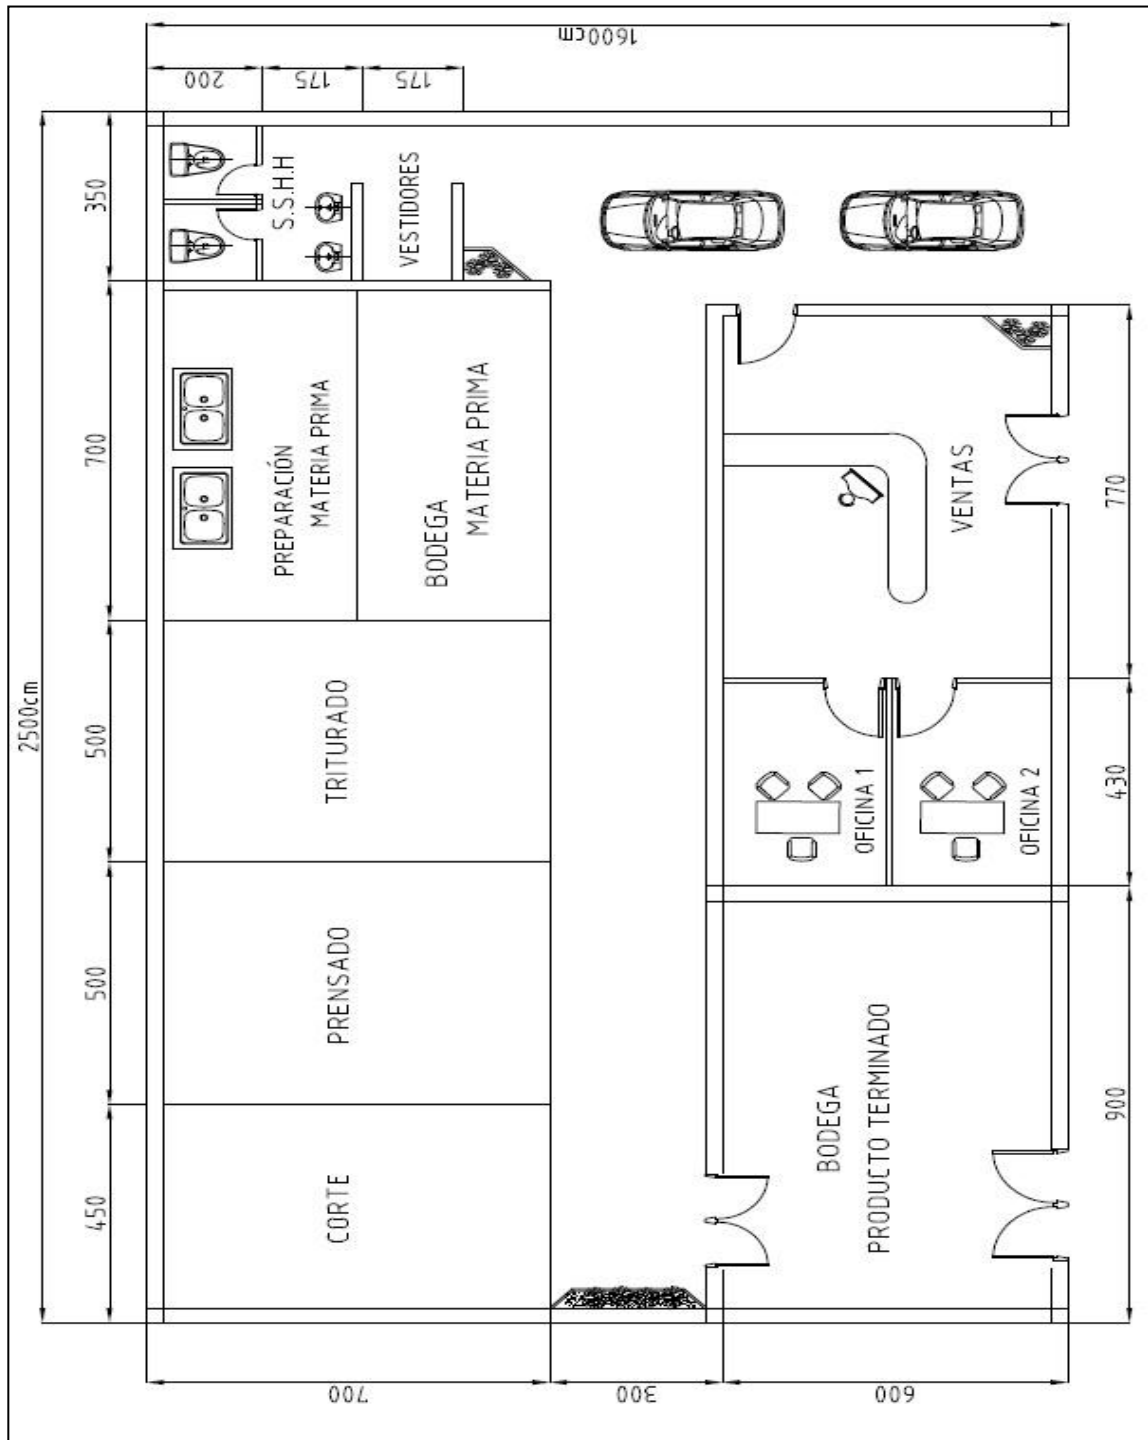 2500cm
350
700
500
500
450
1600cm
200
175
175
S.S.H.H
VESTIDORES
PREPARACIÓN
MATERIA PRIMA
BODEGA
MATERIA PRIMA
TRITURADO
PRENSADO
CORTE
VENTAS
OFICINA 1
OFICINA 2
BODEGA
PRODUCTO TERMINADO
770
430
900
700
300
600